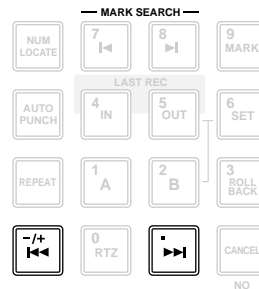 MARK SEARCH
NUM LOCATE
7
8
9 MARK
LAST REC
AUTO PUNCH
4 IN
5 OUT
6 SET
REPEAT
1 A
2 B
3 ROLL BACK
-/+
0 RTZ
.
CANCEL
NO